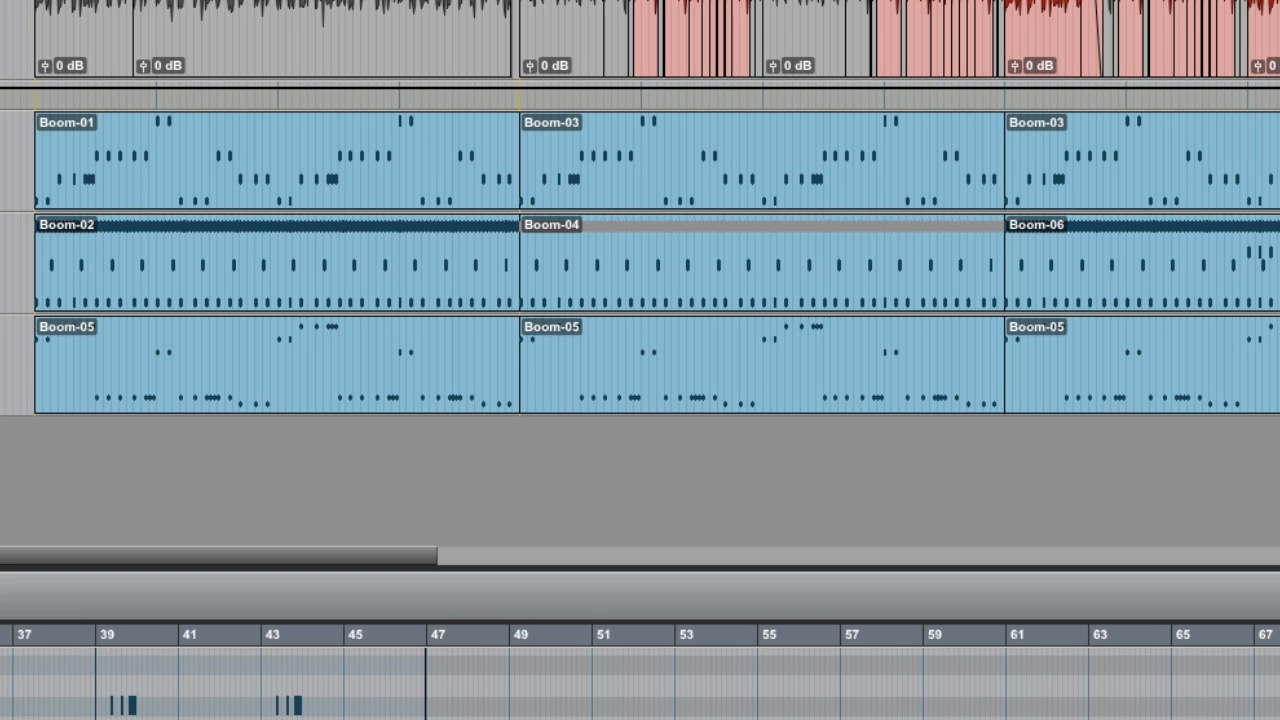 0 dB 0 dB 0 dB 0 dB 0 dB 0
Boom-01 Boom-03 Boom-03
Boom-02 Boom-04 Boom-06
Boom-05 Boom-05 Boom-05
37 39 41 43 45 47 49 51 53 55 57 59 61 63 65 67